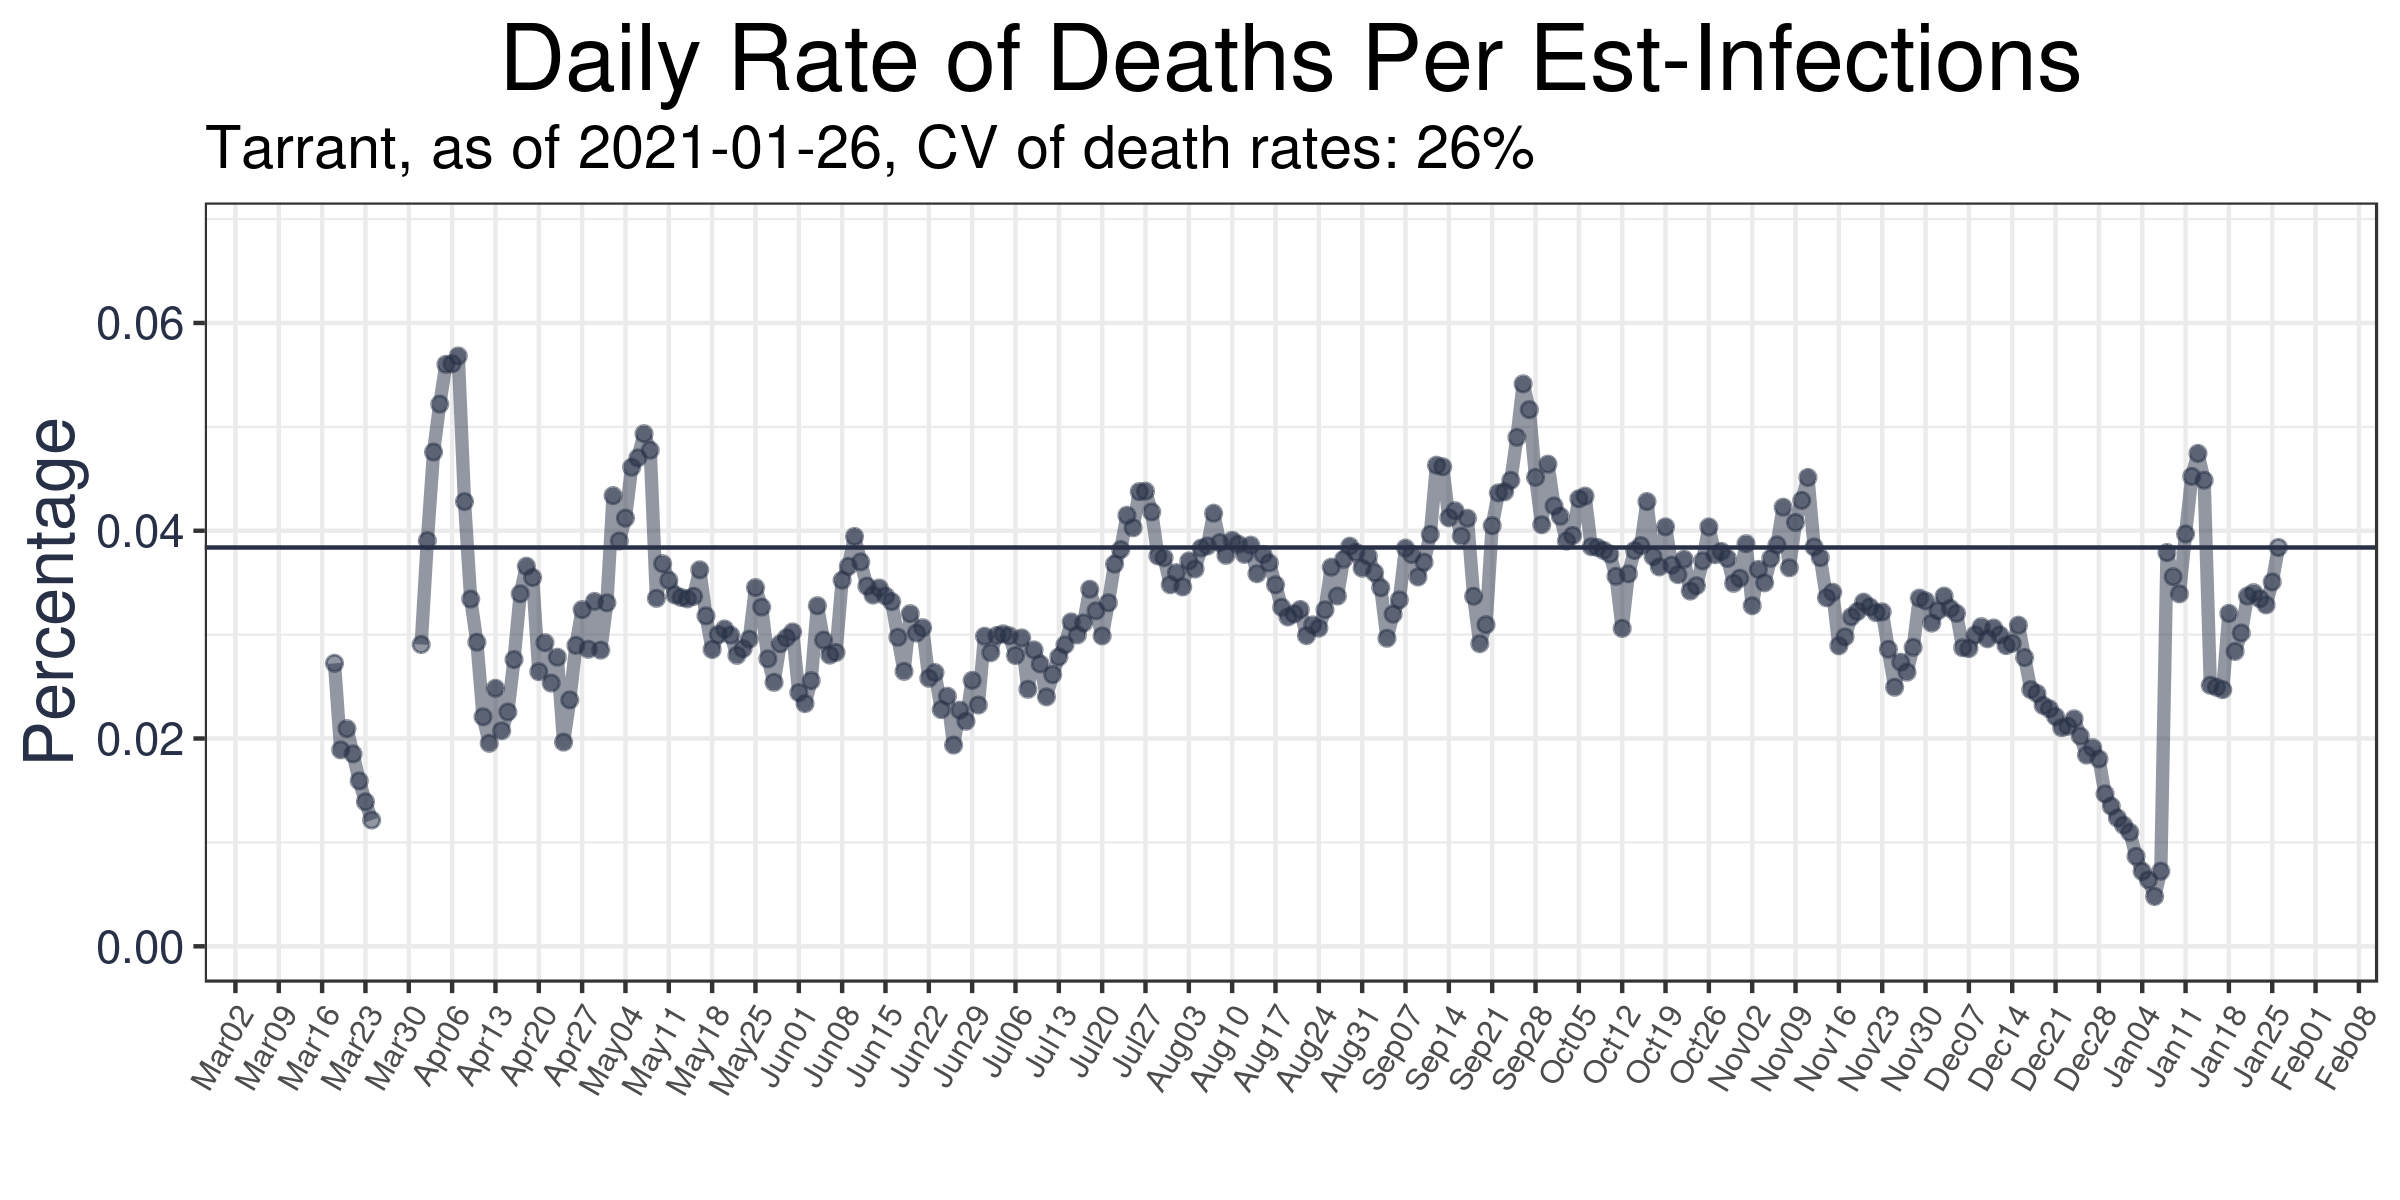 Daily Rate of Deaths Per Est-Infections
Tarrant, as of 2021-01-26, CV of death rates: 26%
Percentage
0.06
0.04
0.02
0.00
Mar02
Mar09
Mar16
Mar23
Mar30
Apr06
Apr13
Apr20
Apr27
May04
May11
May18
May25
Jun01
Jun08
Jun15
Jun22
Jun29
Jul06
Jul13
Jul20
Jul27
Aug03
Aug10
Aug17
Aug24
Aug31
Sep07
Sep14
Sep21
Sep28
Oct05
Oct12
Oct19
Oct26
Nov02
Nov09
Nov16
Nov23
Nov30
Dec07
Dec14
Dec21
Dec28
Jan04
Jan11
Jan18
Jan25
Feb01
Feb08